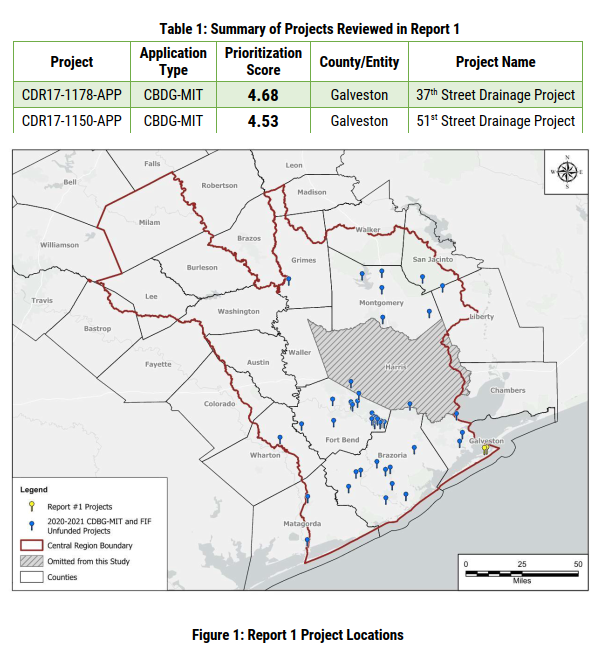 Table 1: Summary of Projects Reviewed in Report 1
Project
Application Type
Prioritization Score
County/Entity
Project Name
CDR17-1178-APP CBDG-MIT 4.68 Galveston 37th Street Drainage Project
CDR17-1150-APP CBDG-MIT 4.53 Galveston 51st Street Drainage Project
Falls
Leon
Bell
Robertson
Madison
N
W E
S
Milam
Walker
Williamson
Brazos
San Jacinto
Grimes
Burleson
Travis
Lee
Montgomery
Washington
Liberty
Bastrop
Waller
Austin
Harris
Fayette
Chambers
Colorado
Fort Bend
Galveston
Wharton
Brazoria
Matagorda
Legend
Report #1 Projects
2020-2021 CDBG-MIT and FIF
Unfunded Projects
Central Region Boundary
Omitted from this Study
Counties
0 25 50
Miles
Figure 1: Report 1 Project Locations